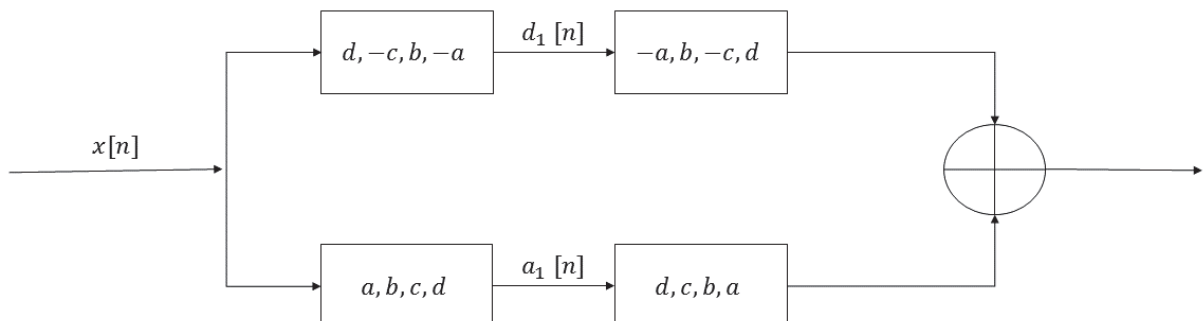 d, −c, b, −a
d₁ [n]
−a, b, −c, d
x[n]
a, b, c, d
a₁ [n]
d, c, b, a